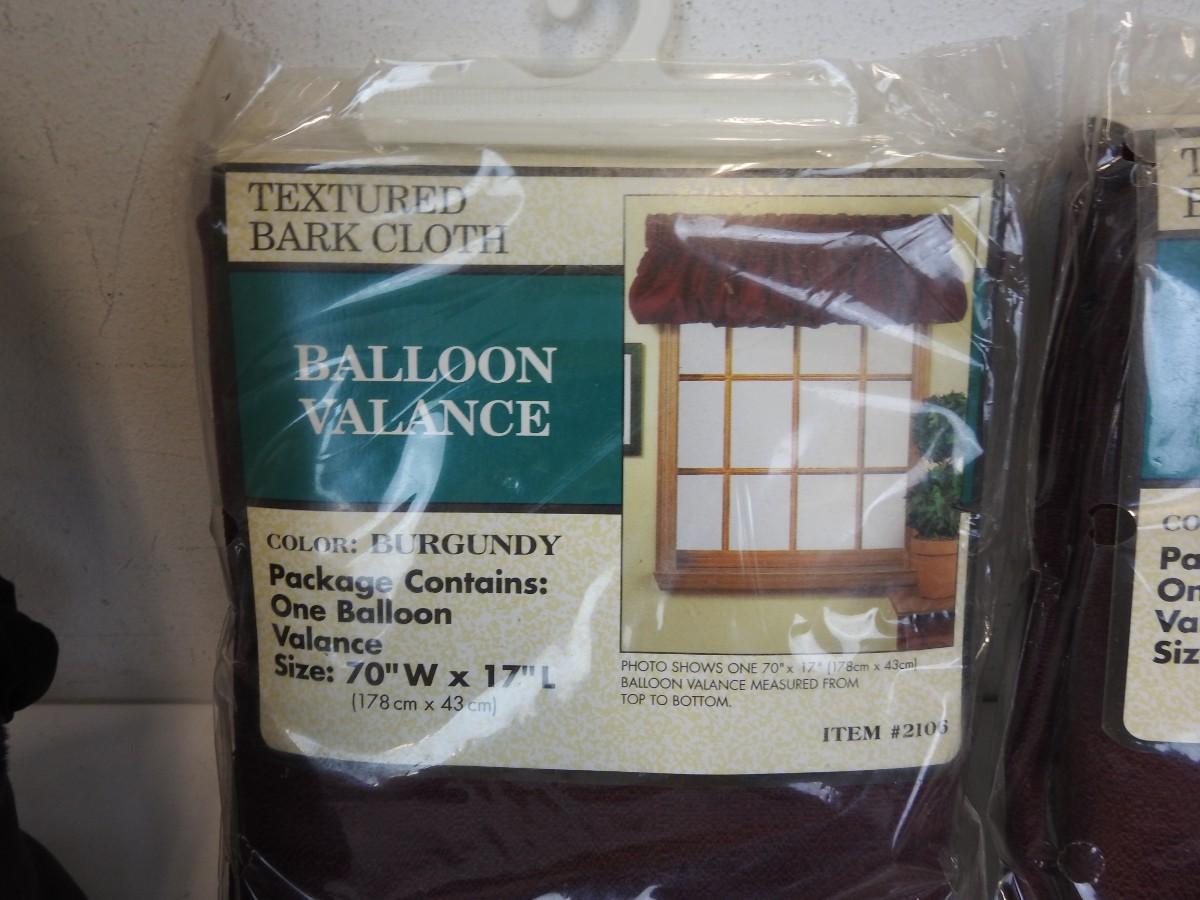 TEXTURED
BARK CLOTH
BALLOON
VALANCE
COLOR: BURGUNDY
Package Contains:
One Balloon
Valance
Size: 70" W x 17" L
(178 cm x 43 cm)
PHOTO SHOWS ONE 70" x 17" (178cm x 43cm)
BALLOON VALANCE MEASURED FROM
TOP TO BOTTOM.
ITEM #2106